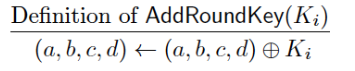 Definition of AddRoundKey(K_i)
(a, b, c, d) ← (a, b, c, d) ⊕ K_i